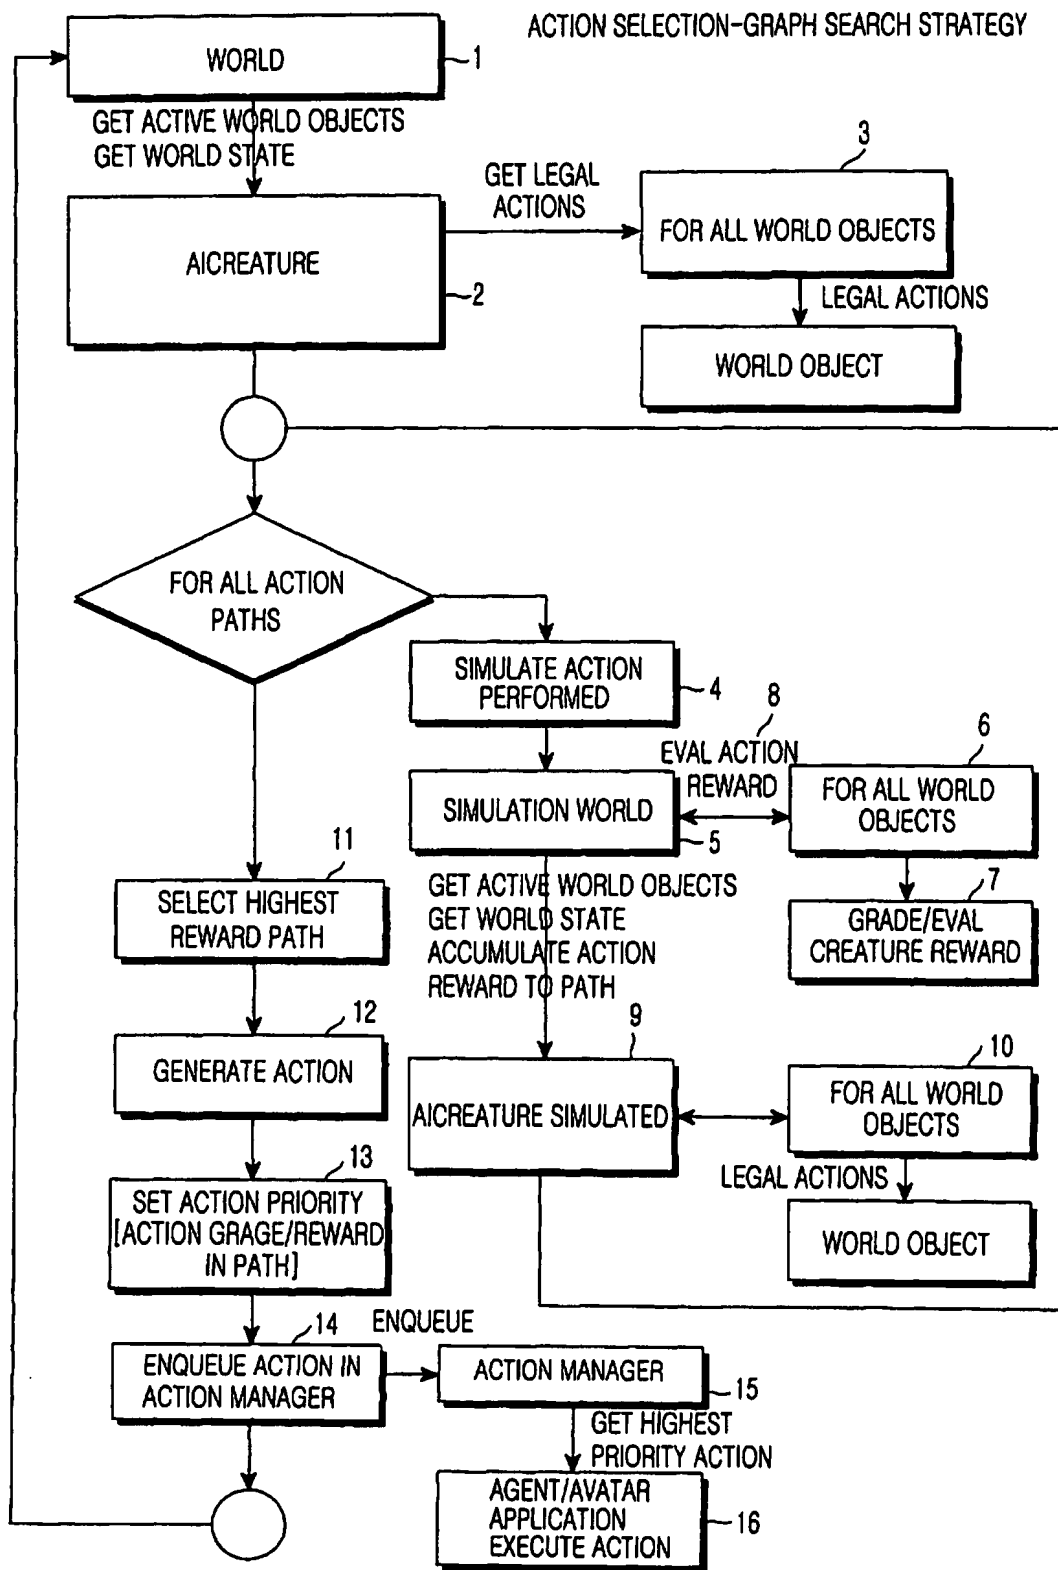 ACTION SELECTION-GRAPH SEARCH STRATEGY
WORLD
1
GET ACTIVE WORLD OBJECTS
GET WORLD STATE
AICREATURE
2
GET LEGAL
ACTIONS
3
FOR ALL WORLD OBJECTS
LEGAL ACTIONS
WORLD OBJECT
FOR ALL ACTION
PATHS
SIMULATE ACTION
PERFORMED
4
SIMULATION WORLD
5
8
EVAL ACTION
REWARD
6
FOR ALL WORLD
OBJECTS
7
GRADE/EVAL
CREATURE REWARD
GET ACTIVE WORLD OBJECTS
GET WORLD STATE
ACCUMULATE ACTION
REWARD TO PATH
9
AICREATURE SIMULATED
10
FOR ALL WORLD
OBJECTS
LEGAL ACTIONS
WORLD OBJECT
11
SELECT HIGHEST
REWARD PATH
12
GENERATE ACTION
13
SET ACTION PRIORITY
[ACTION GRAGE/REWARD
IN PATH]
14
ENQUEUE ACTION IN
ACTION MANAGER
ENQUEUE
ACTION MANAGER
15
GET HIGHEST
PRIORITY ACTION
AGENT/AVATAR
APPLICATION
EXECUTE ACTION
16